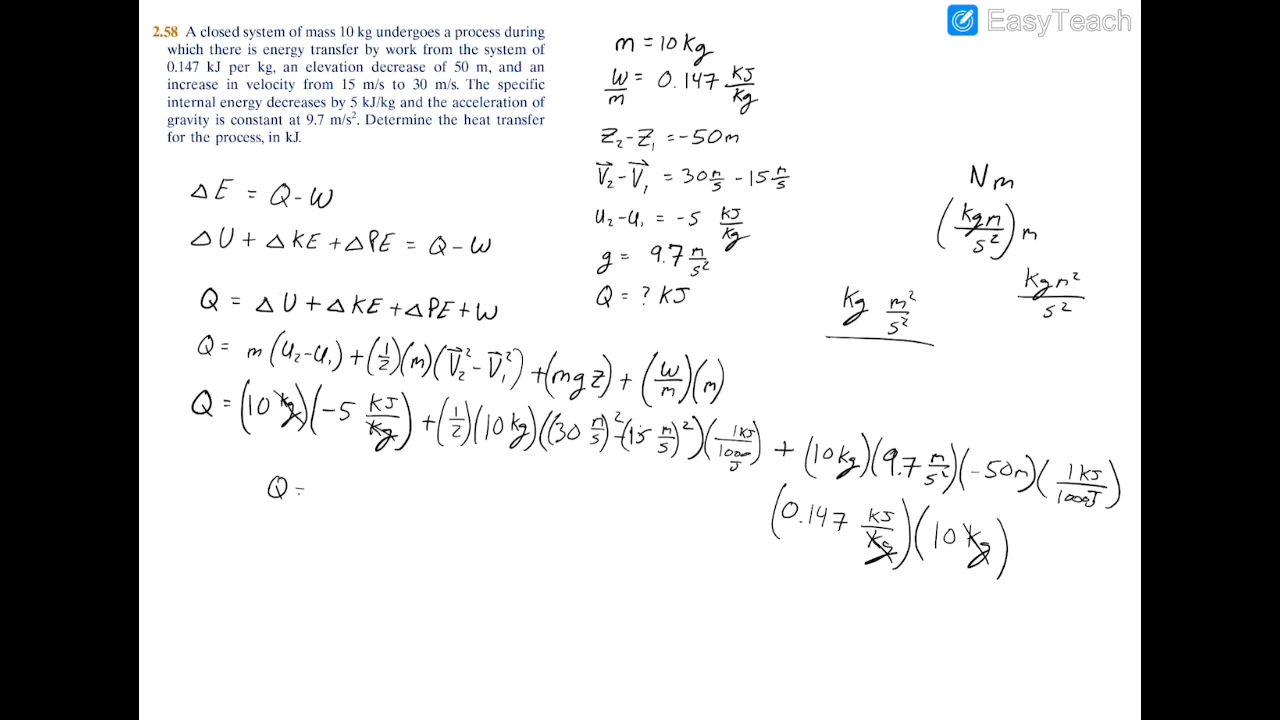 EasyTeach
2.58 A closed system of mass 10 kg undergoes a process during
which there is energy transfer by work from the system of
0.147 kJ per kg, an elevation decrease of 50 m, and an
increase in velocity from 15 m/s to 30 m/s. The specific
internal energy decreases by 5 kJ/kg and the acceleration of
gravity is constant at 9.7 m/s². Determine the heat transfer
for the process, in kJ.
m = 10 kg
W/m = 0.147 KJ/kg
Z₂ - Z₁ = -50 m
V⃗₂ - V⃗₁ = 30 m/s - 15 m/s
u₂ - u₁ = -5 KJ/kg
g = 9.7 m/s²
Q = ? KJ
ΔE = Q - W
ΔU + ΔKE + ΔPE = Q - W
Q = ΔU + ΔKE + ΔPE + W
Q = m(u₂ - u₁) + (1/2)(m)(V⃗₂² - V⃗₁²) + (mgz) + (W/m)(m)
Q = (10 kg)(-5 KJ/kg) + (1/2)(10 kg)((30 m/s)² - (15 m/s)²)(1 KJ/1000 J) + (10 kg)(9.7 m/s²)(-50 m)(1 KJ/1000 J)
(0.147 KJ/kg)(10 kg)
Q =
Nm
(kg m/s²) m
kg m²/s²
kg m²/s²